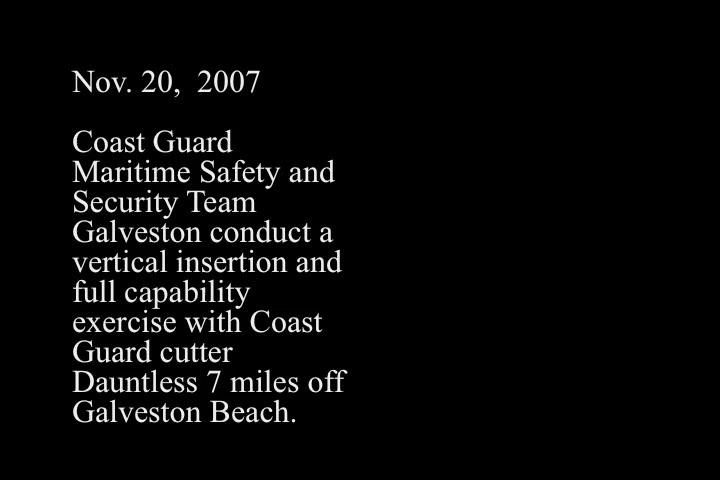 Nov. 20,  2007
Coast Guard
Maritime Safety and
Security Team
Galveston conduct a
vertical insertion and
full capability
exercise with Coast
Guard cutter
Dauntless 7 miles off
Galveston Beach.